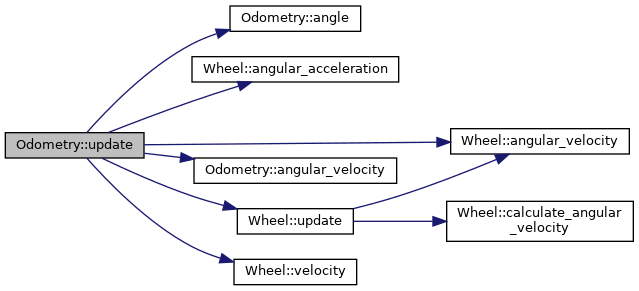 Odometry::angle
Wheel::angular_acceleration
Odometry::update
Wheel::angular_velocity
Odometry::angular_velocity
Wheel::update
Wheel::calculate_angular
_velocity
Wheel::velocity